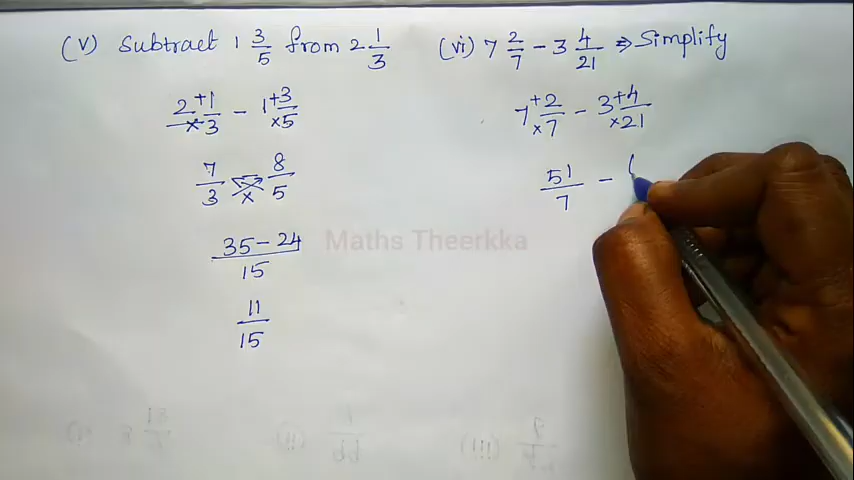 (v) Subtract 1 3/5 from 2 1/3
2 +1/×3 - 1 +3/×5
7/3 × 8/5
35 - 24/15
11/15
(vi) 7 2/7 - 3 4/21 ⇒ Simplify
7 +2/×7 - 3 +4/×21
51/7 -
Maths Theerkka